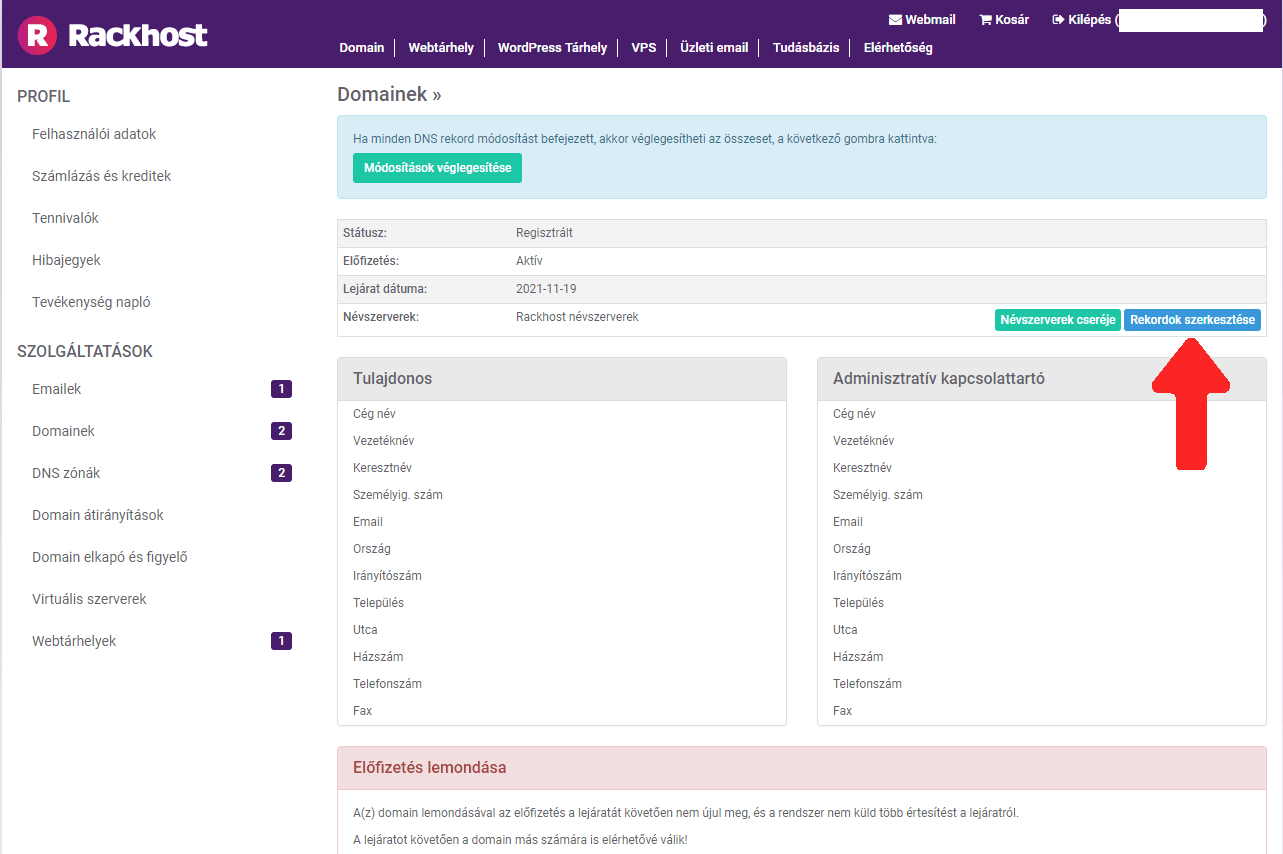 R Rackhost
Webmail Kosár Kilépés ( )
Domain Webtárhely WordPress Tárhely VPS Üzleti email Tudásbázis Elérhetőség
PROFIL
Felhasználói adatok
Számlázás és kreditek
Tennivalók
Hibajegyek
Tevékenység napló
SZOLGÁLTATÁSOK
Emailek 1
Domainek 2
DNS zónák 2
Domain átirányítások
Domain elkapó és figyelő
Virtuális szerverek
Webtárhelyek 1
Domainek »
Ha minden DNS rekord módosítást befejezett, akkor véglegesítheti az összeset, a következő gombra kattintva:
Módosítások véglegesítése
Státusz: Regisztrált
Előfizetés: Aktív
Lejárat dátuma: 2021-11-19
Névszerverek: Rackhost névszerverek Névszerverek cseréje Rekordok szerkesztése
Tulajdonos
Cég név
Vezetéknév
Keresztnév
Személyig. szám
Email
Ország
Irányítószám
Település
Utca
Házszám
Telefonszám
Fax
Adminisztratív kapcsolattartó
Cég név
Vezetéknév
Keresztnév
Személyig. szám
Email
Ország
Irányítószám
Település
Utca
Házszám
Telefonszám
Fax
Előfizetés lemondása
A(z) domain lemondásával az előfizetés a lejáratát követően nem újul meg, és a rendszer nem küld több értesítést a lejáratról.
A lejáratot követően a domain más számára is elérhetővé válik!